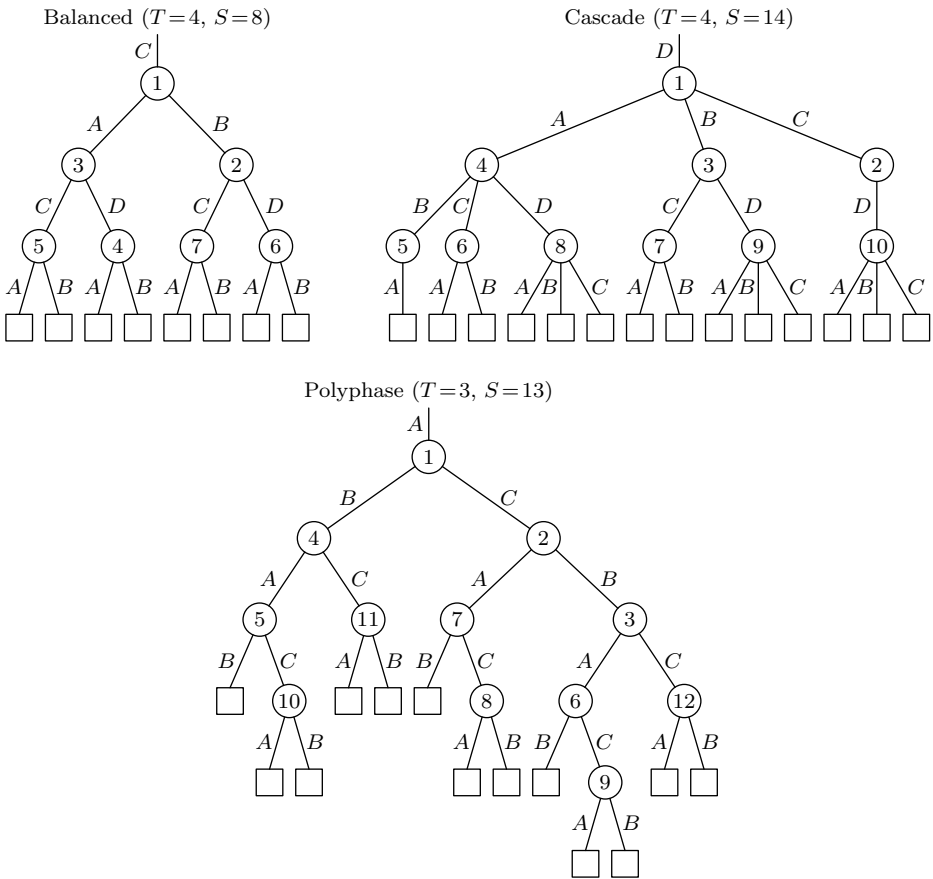 Balanced (T=4, S=8) Cascade (T=4, S=14)
C D
1 1
A B A B C
3 2 4 3 2
C D C D B C D C D D
5 4 7 6 5 6 8 7 9 10
A B A B A B A B A A B A B C A B A B C A B C
Polyphase (T=3, S=13)
A
1
B C
4 2
A C A B
5 11 7 3
B C A B B C A C
10 8 6 12
A B A B B C A B
9
A B